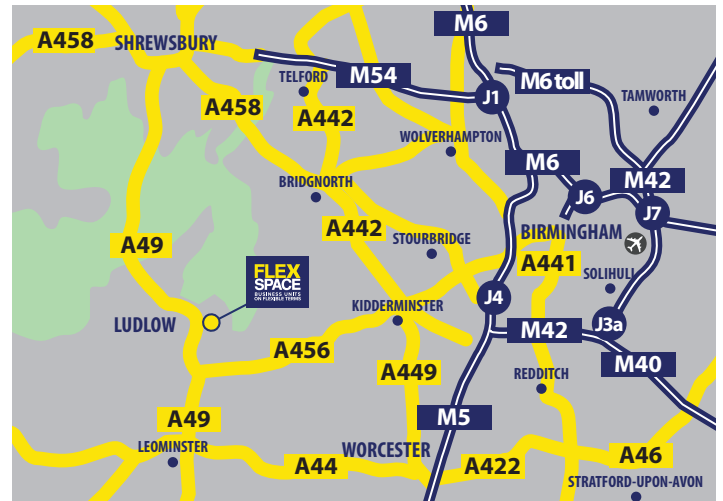 M6
A458
SHREWSBURY
M54
M6 toll
TELFORD
J1
TAMWORTH
A458
A442
WOLVERHAMPTON
M6
M42
BRIDGNORTH
J6
J7
A442
BIRMINGHAM
STOURBRIDGE
A49
A441
FLEX
SPACE
BUSINESS UNITS
ON FLEXIBLE TERMS
SOLIHULL
J4
KIDDERMINSTER
LUDLOW
J3a
M42
A456
M40
A449
REDDITCH
A49
M5
LEOMINSTER
WORCESTER
A44
A422
A46
STRATFORD-UPON-AVON